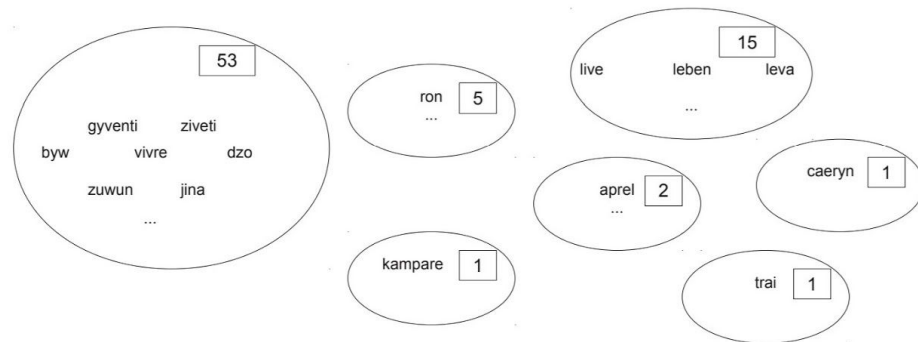 53
gyventi ziveti
byw vivre dzo
zuwun jina
...
ron 5
...
kampare 1
15
live leben leva
...
aprel 2
...
caeryn 1
trai 1